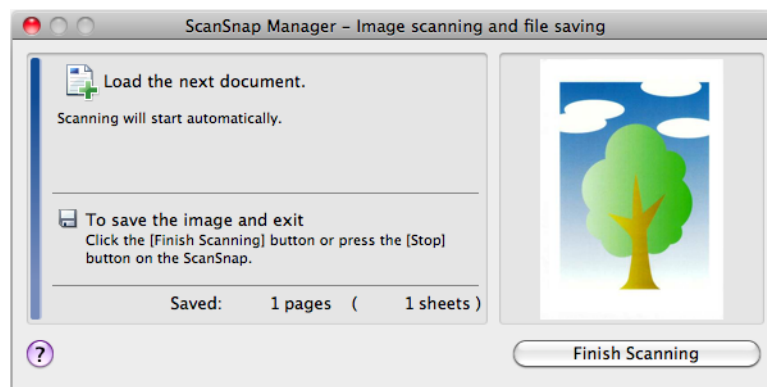 ScanSnap Manager – Image scanning and file saving
Load the next document.
Scanning will start automatically.
To save the image and exit
Click the [Finish Scanning] button or press the [Stop]
button on the ScanSnap.
Saved: 1 pages ( 1 sheets )
?
Finish Scanning